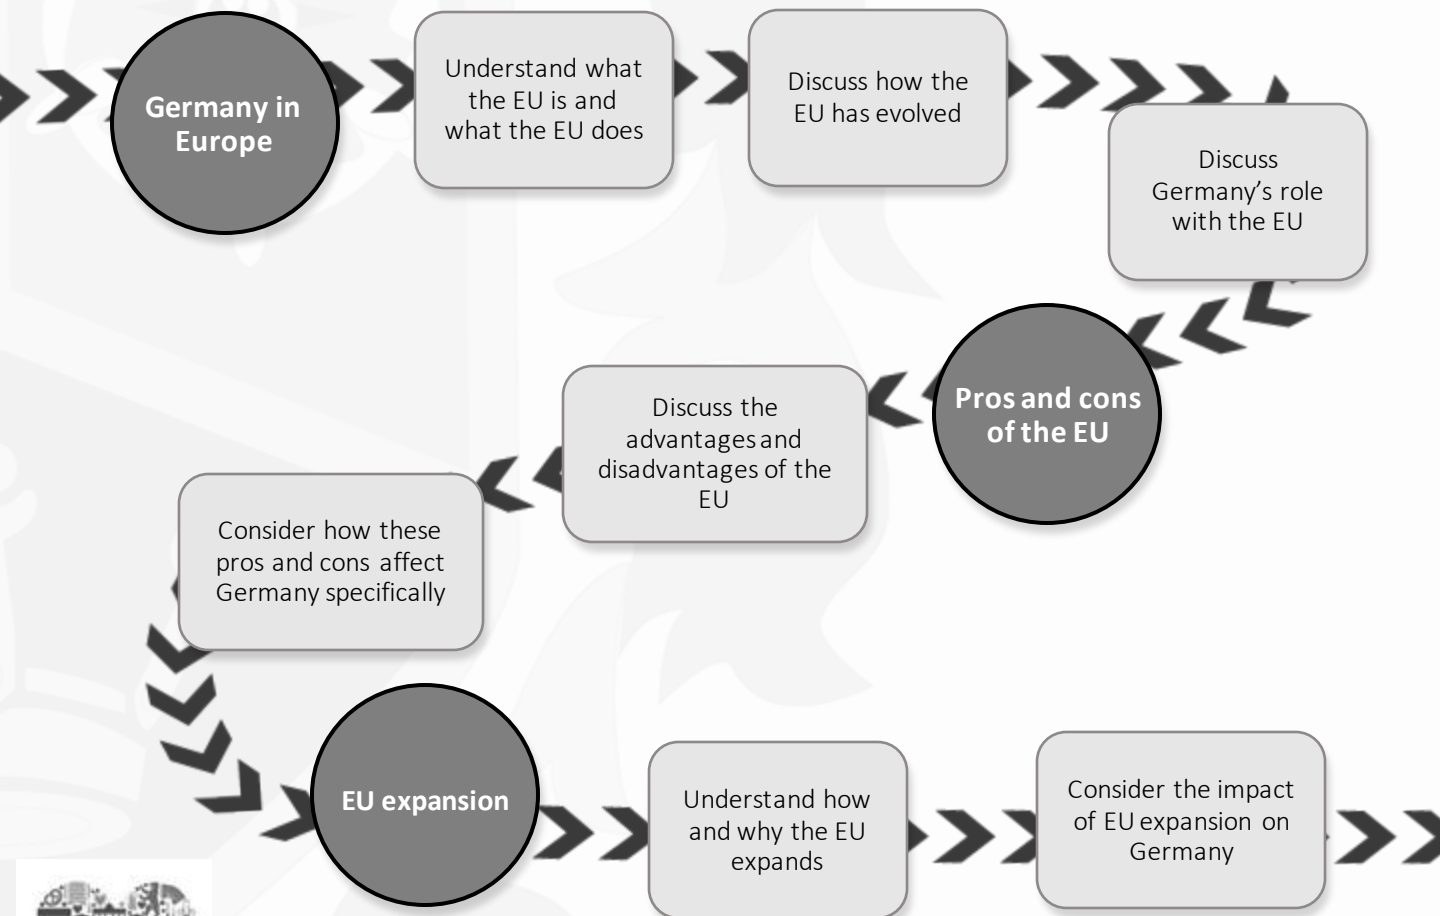 Germany in
Europe
Understand what
the EU is and
what the EU does
Discuss how the
EU has evolved
Discuss
Germany’s role
with the EU
Pros and cons
of the EU
Discuss the
advantages and
disadvantages of the
EU
Consider how these
pros and cons affect
Germany specifically
EU expansion
Understand how
and why the EU
expands
Consider the impact
of EU expansion on
Germany